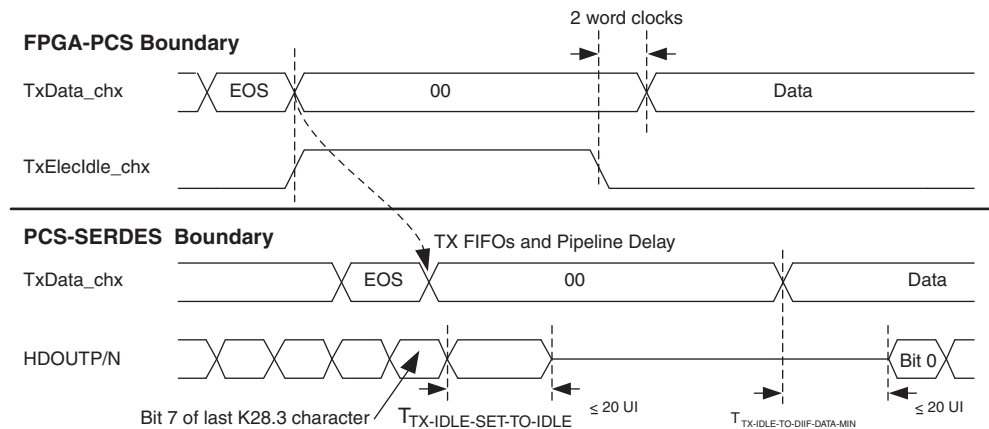 2 word clocks
FPGA-PCS Boundary
TxData_chx
EOS
00
Data
TxElecIdle_chx
PCS-SERDES Boundary
TX FIFOs and Pipeline Delay
TxData_chx
EOS
00
Data
HDOUTP/N
Bit 0
Bit 7 of last K28.3 character
TTX-IDLE-SET-TO-IDLE
≤ 20 UI
T TX-IDLE-TO-DIIF-DATA-MIN
≤ 20 UI